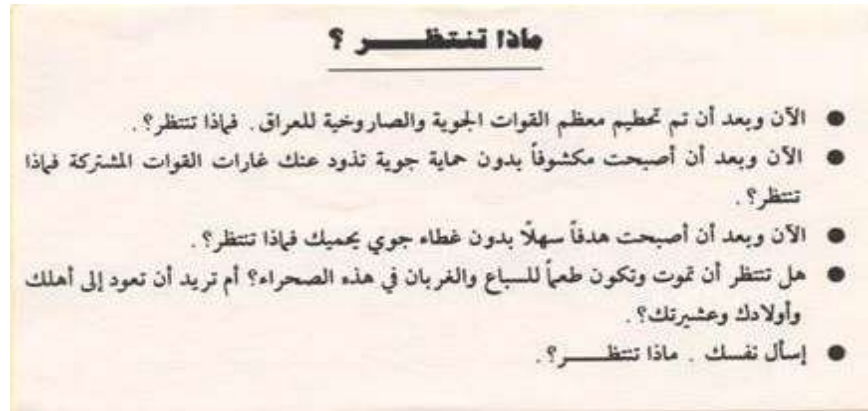 ماذا تنتظـــــر ؟
● الآن وبعد أن تم تحطيم معظم القوات الجوية والصاروخية للعراق . فماذا تنتظر؟ .
● الآن وبعد أن أصبحت مكشوفاً بدون حماية جوية تذود عنك غارات القوات المشتركة فماذا
تنتظر؟ .
● الآن وبعد أن أصبحت هدفاً سهلًا بدون غطاء جوي يحميك فماذا تنتظر؟ .
● هل تنتظر أن تموت وتكون طعماً للسباع والغربان في هذه الصحراء؟ أم تريد أن تعود إلى أهلك
وأولادك وعشيرتك؟ .
● إسأل نفسك . ماذا تنتظـــــر؟ .